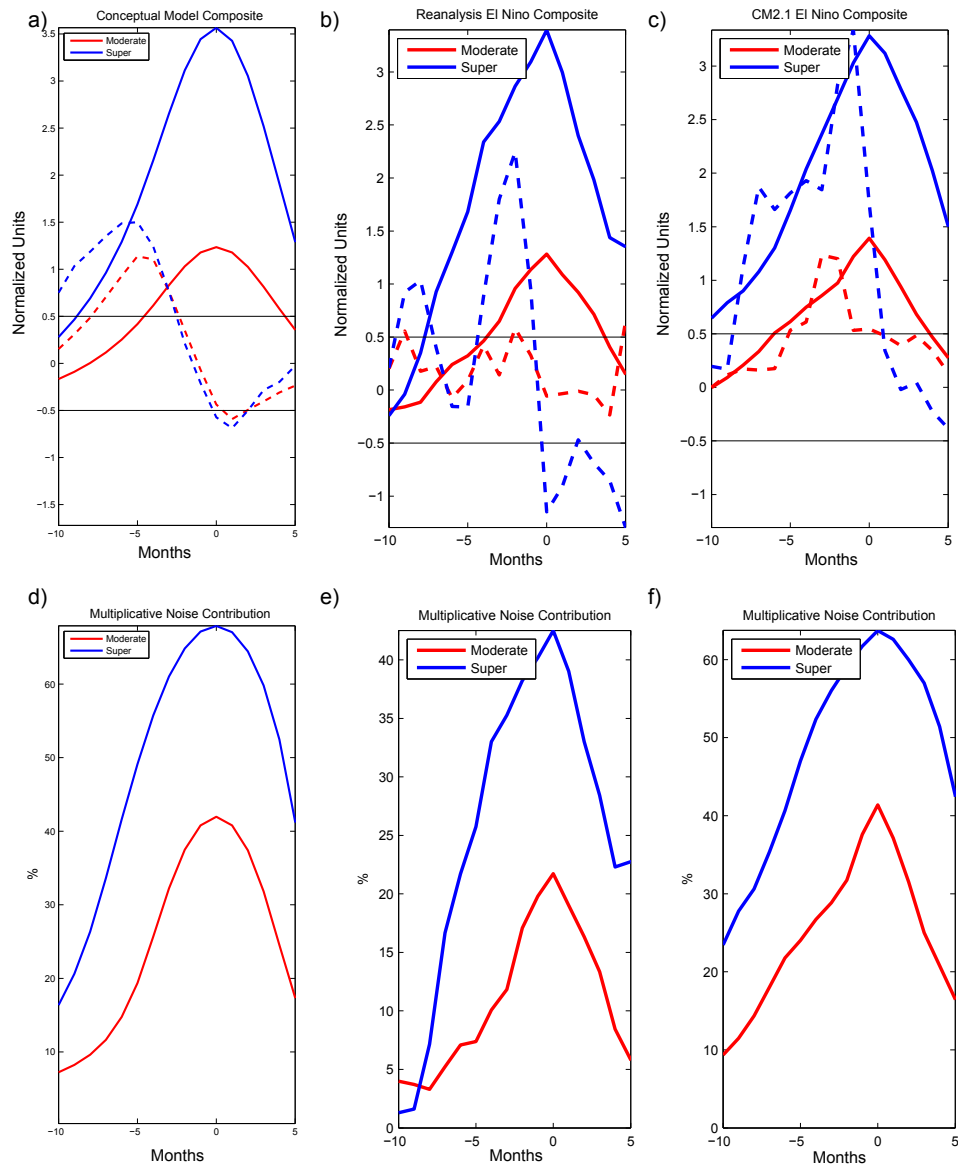 a)
Conceptual Model Composite
Moderate
Super
3.5
3
2.5
2
1.5
1
0.5
0
−0.5
−1
−1.5
Normalized Units
−10
−5
0
5
Months
b)
Reanalysis El Nino Composite
Moderate
Super
3
2.5
2
1.5
1
0.5
0
−0.5
−1
Normalized Units
−10
−5
0
5
Months
c)
CM2.1 El Nino Composite
Moderate
Super
3
2.5
2
1.5
1
0.5
0
−0.5
−1
Normalized Units
−10
−5
0
5
Months
d)
Multiplicative Noise Contribution
Moderate
Super
60
50
40
30
20
10
%
−10
−5
0
5
Months
e)
Multiplicative Noise Contribution
Moderate
Super
40
35
30
25
20
15
10
5
0
%
−10
−5
0
5
Months
f)
Multiplicative Noise Contribution
Moderate
Super
60
50
40
30
20
10
0
%
−10
−5
0
5
Months